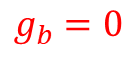 g_b = 0